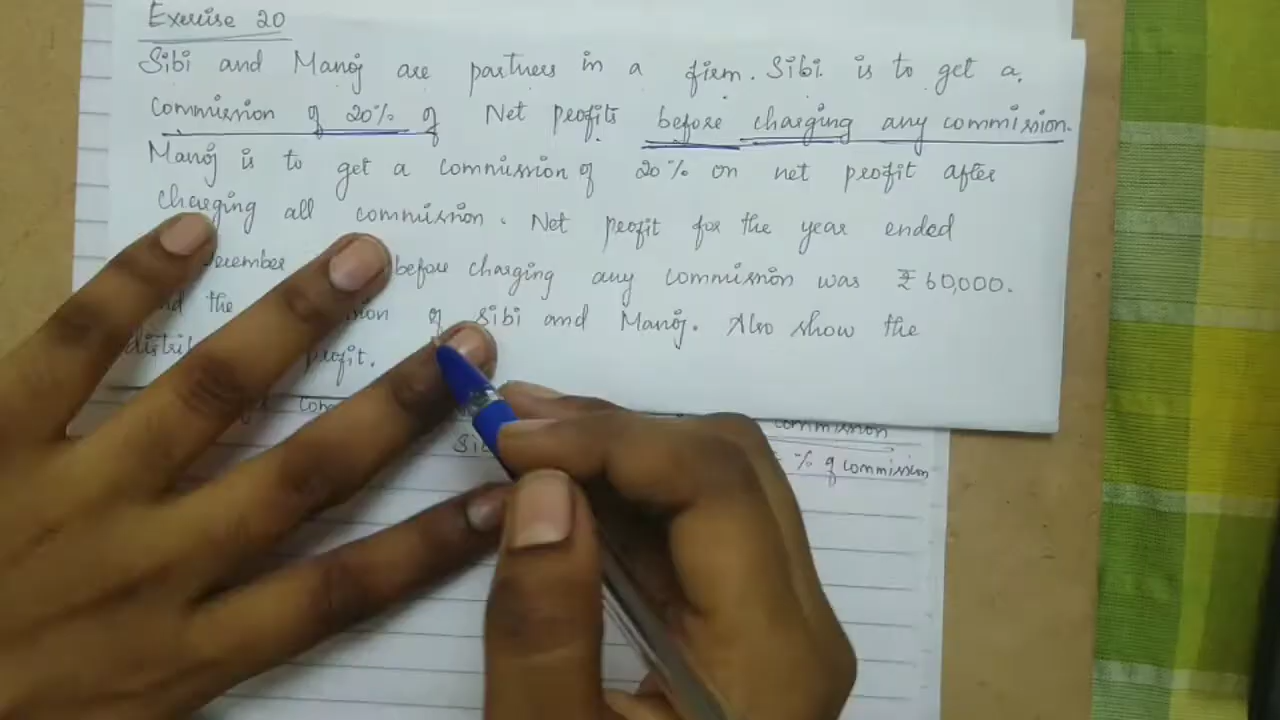 Exercise 20
Sibi and Manoj are partners in a firm. Sibi is to get a
commission of 20% of Net profits before charging any commission.
Manoj is to get a commission of 20% on net profit after
charging all commission. Net profit for the year ended
before charging any commission was ₹ 60,000.
the of Sibi and Manoj. Also show the
profit.
commission
% of commission